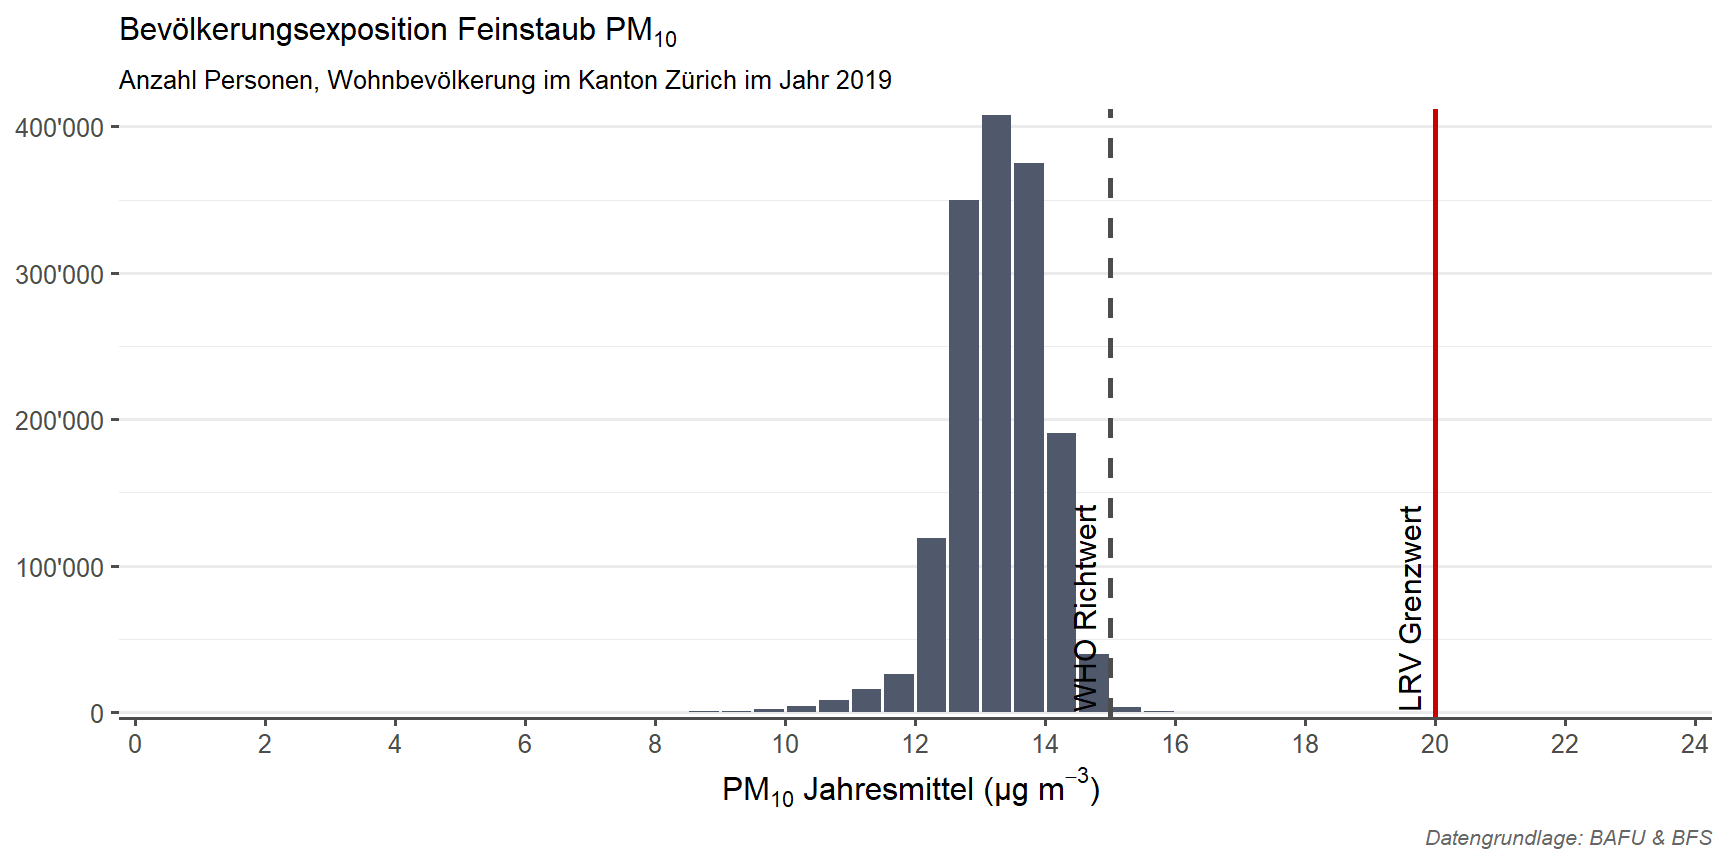 Bevölkerungsexposition Feinstaub PM₁₀
Anzahl Personen, Wohnbevölkerung im Kanton Zürich im Jahr 2019
400'000
300'000
200'000
100'000
0
WHO Richtwert
LRV Grenzwert
0 2 4 6 8 10 12 14 16 18 20 22 24
PM₁₀ Jahresmittel (µg m⁻³)
Datengrundlage: BAFU & BFS